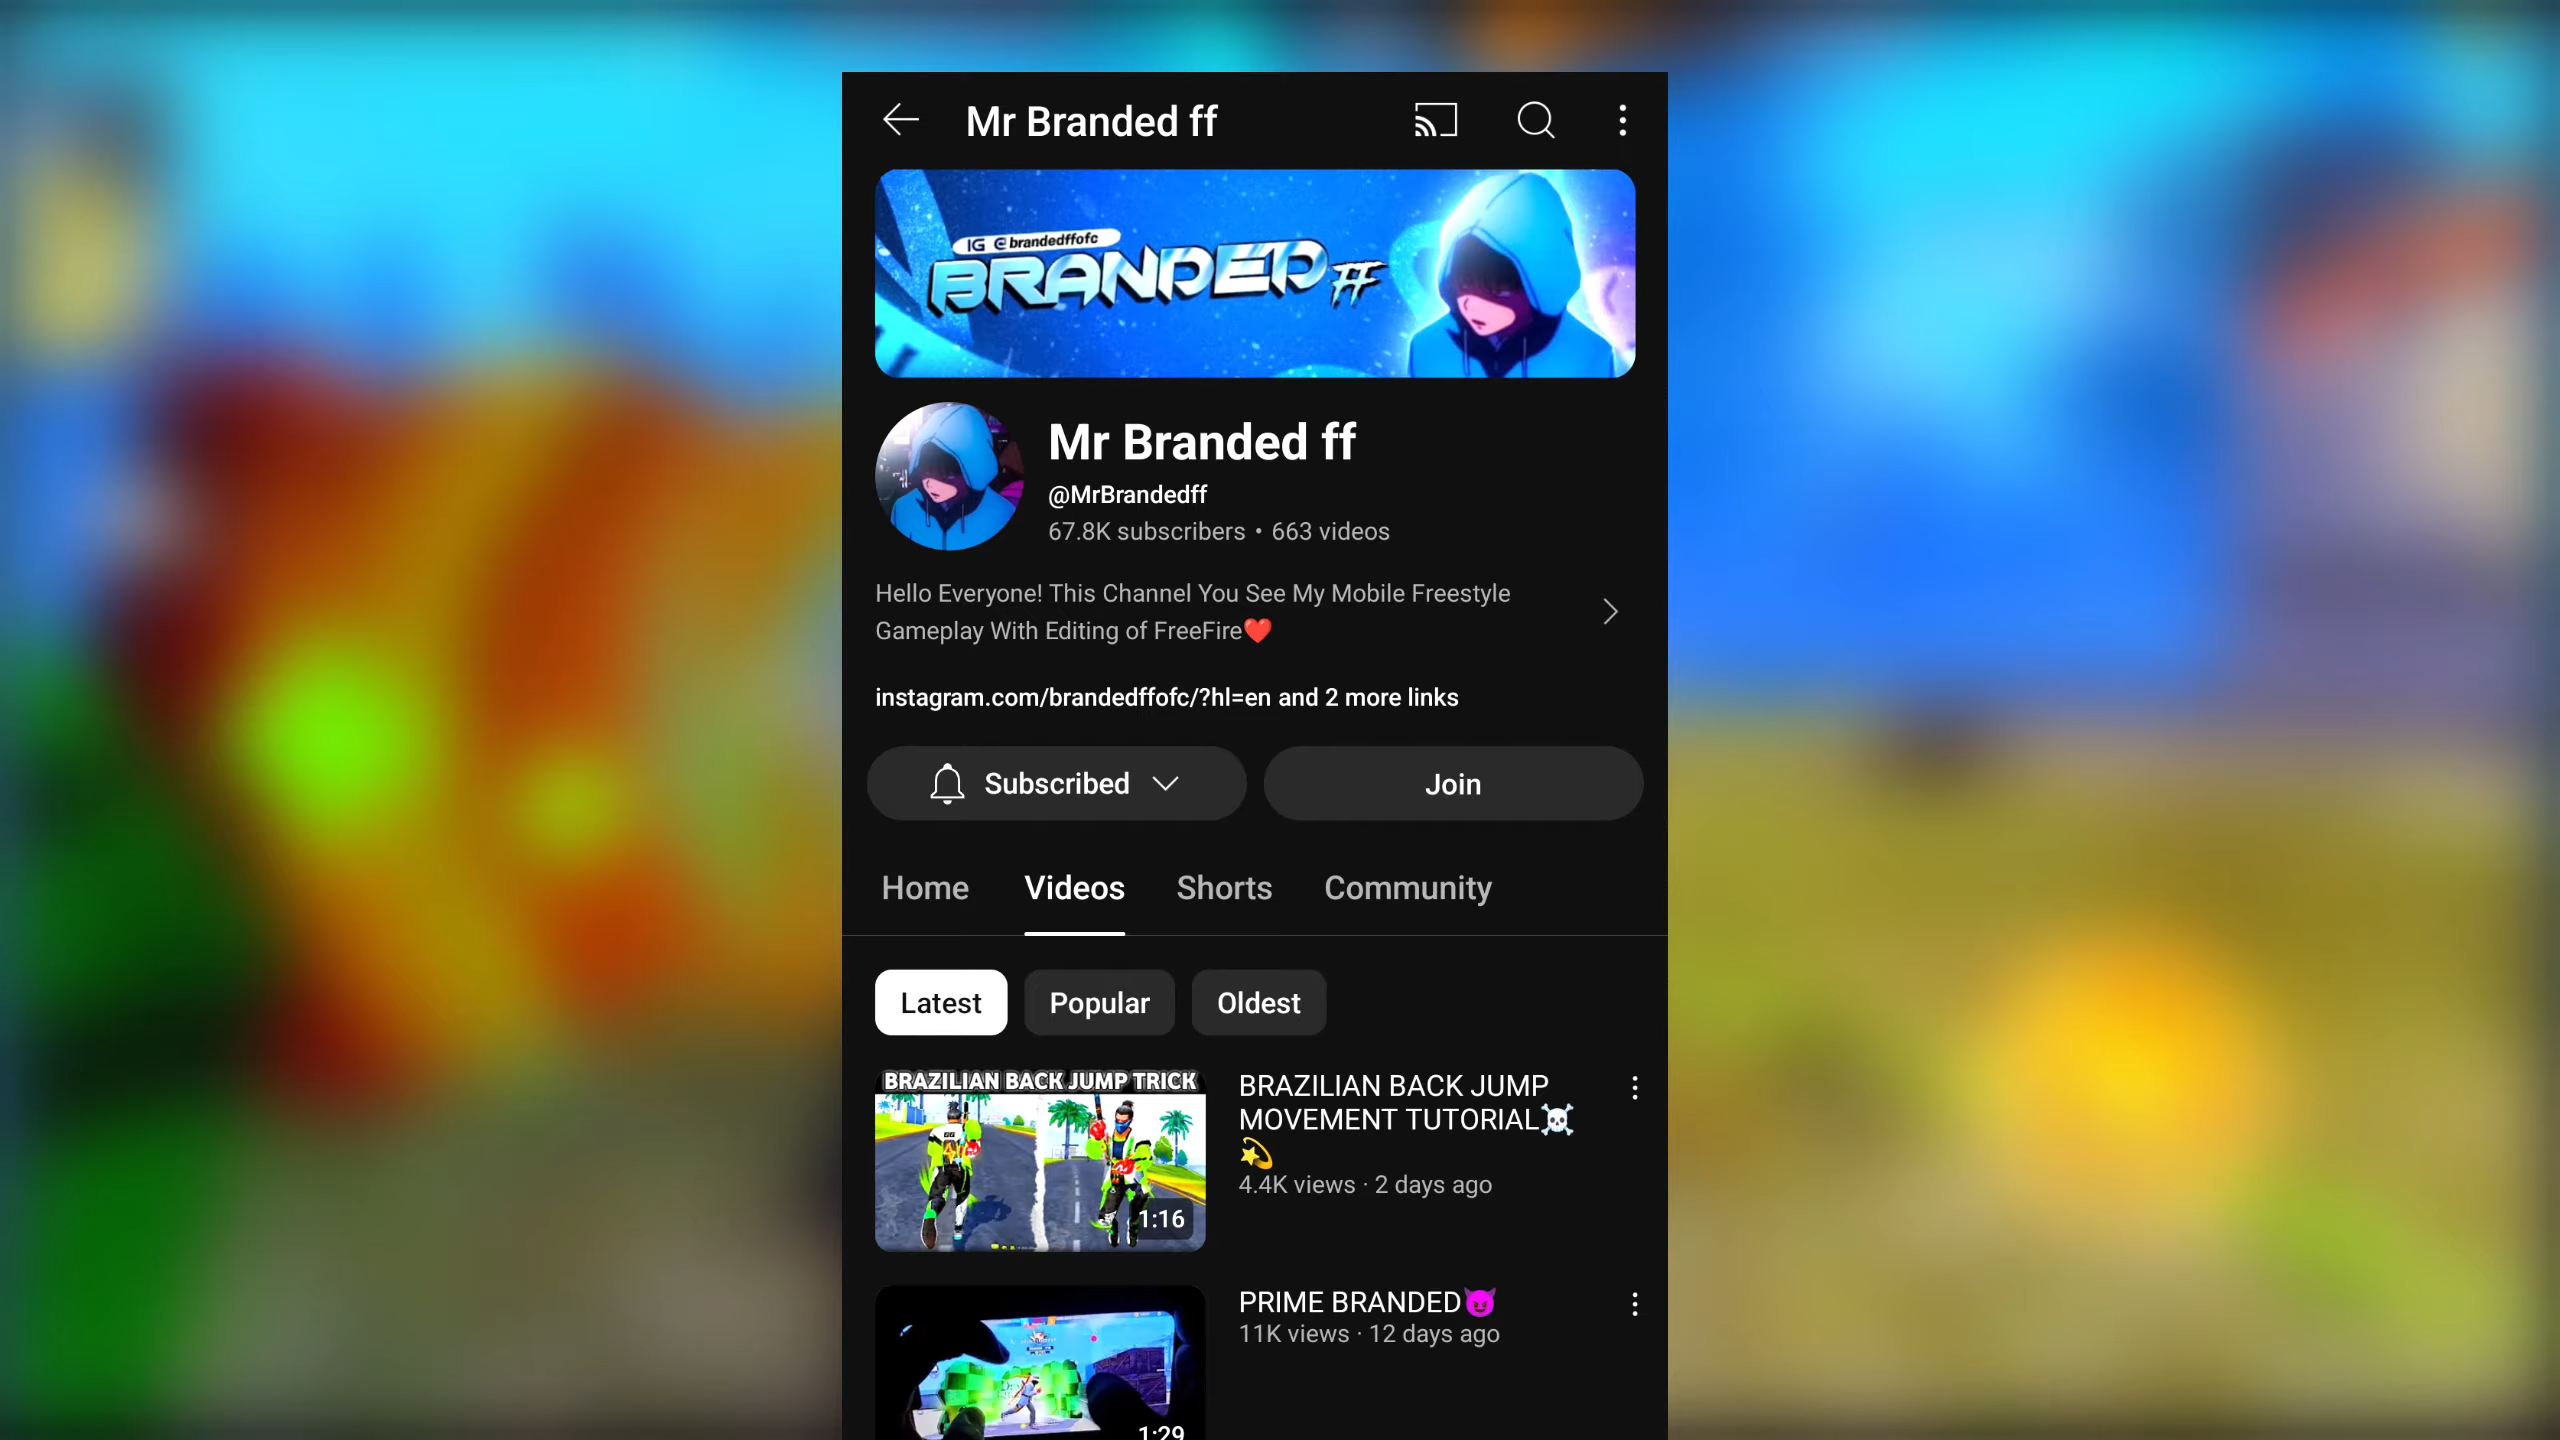 Mr Branded ff
IG @brandedffofc
BRANDED FF
Mr Branded ff
@MrBrandedff
67.8K subscribers • 663 videos
Hello Everyone! This Channel You See My Mobile Freestyle
Gameplay With Editing of FreeFire❤️
instagram.com/brandedffofc/?hl=en and 2 more links
Subscribed
Join
Home Videos Shorts Community
Latest Popular Oldest
BRAZILIAN BACK JUMP TRICK
1:16
BRAZILIAN BACK JUMP
MOVEMENT TUTORIAL☠️
💫
4.4K views · 2 days ago
PRIME BRANDED😈
11K views · 12 days ago
1:29